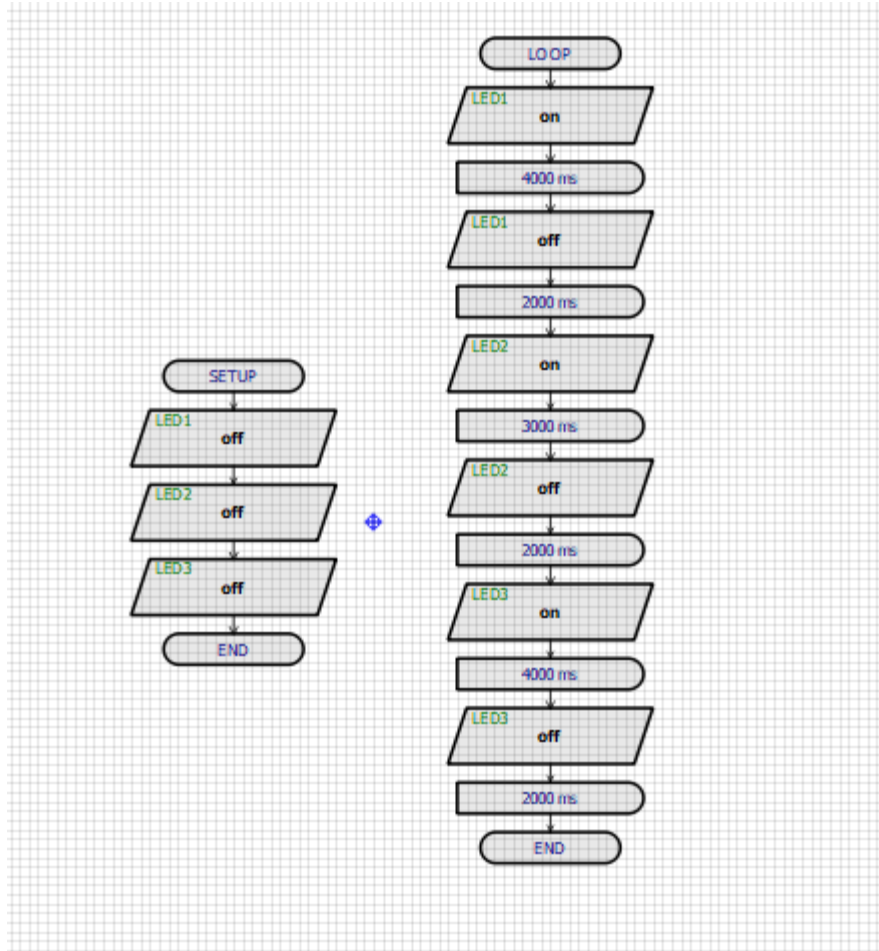 SETUP
LED1
off
LED2
off
LED3
off
END
LOOP
LED1
on
4000 ms
LED1
off
2000 ms
LED2
on
3000 ms
LED2
off
2000 ms
LED3
on
4000 ms
LED3
off
2000 ms
END